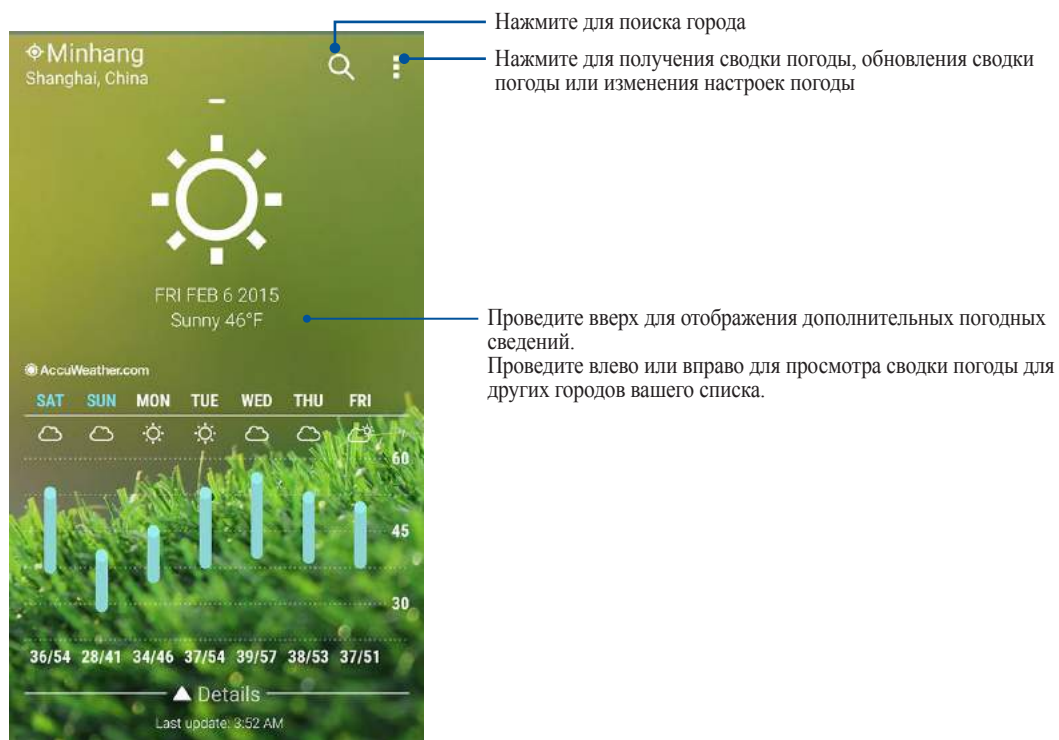 Нажмите для поиска города
Minhang
Shanghai, China
Нажмите для получения сводки погоды, обновления сводки
погоды или изменения настроек погоды
FRI FEB 6 2015
Sunny 46°F
Проведите вверх для отображения дополнительных погодных
сведений.
Проведите влево или вправо для просмотра сводки погоды для
других городов вашего списка.
AccuWeather.com
SAT SUN MON TUE WED THU FRI
60
45
30
36/54 28/41 34/46 37/54 39/57 38/53 37/51
Details
Last update: 3:52 AM